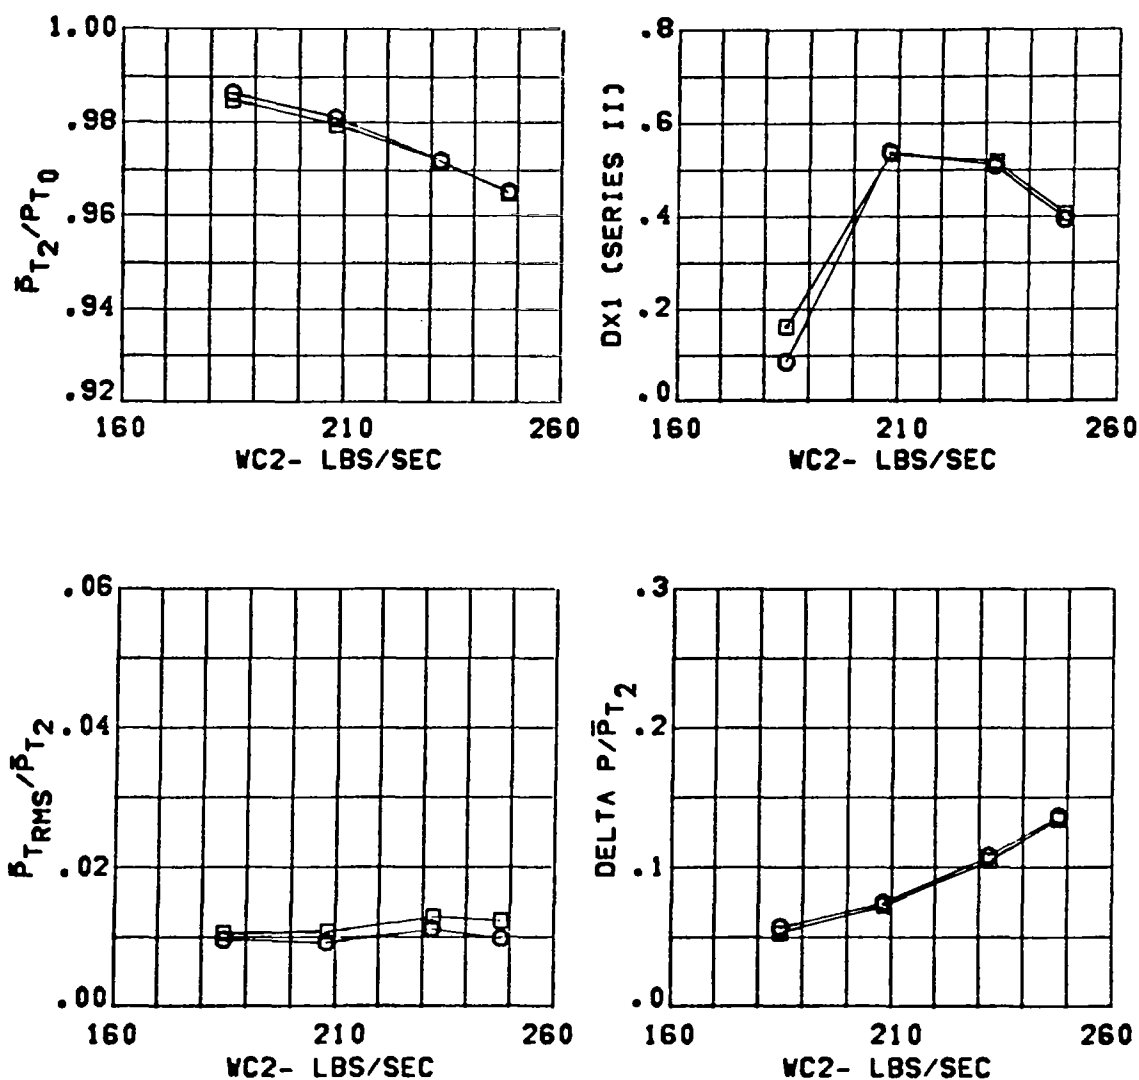 1.00
.98
.96
.94
.92
P̄T2/PT0
160 210 260
WC2- LBS/SEC
.8
.6
.4
.2
.0
DX1 (SERIES II)
160 210 260
WC2- LBS/SEC
.06
.04
.02
.00
P̄TRMS/P̄T2
160 210 260
WC2- LBS/SEC
.3
.2
.1
.0
DELTA P/P̄T2
160 210 260
WC2- LBS/SEC